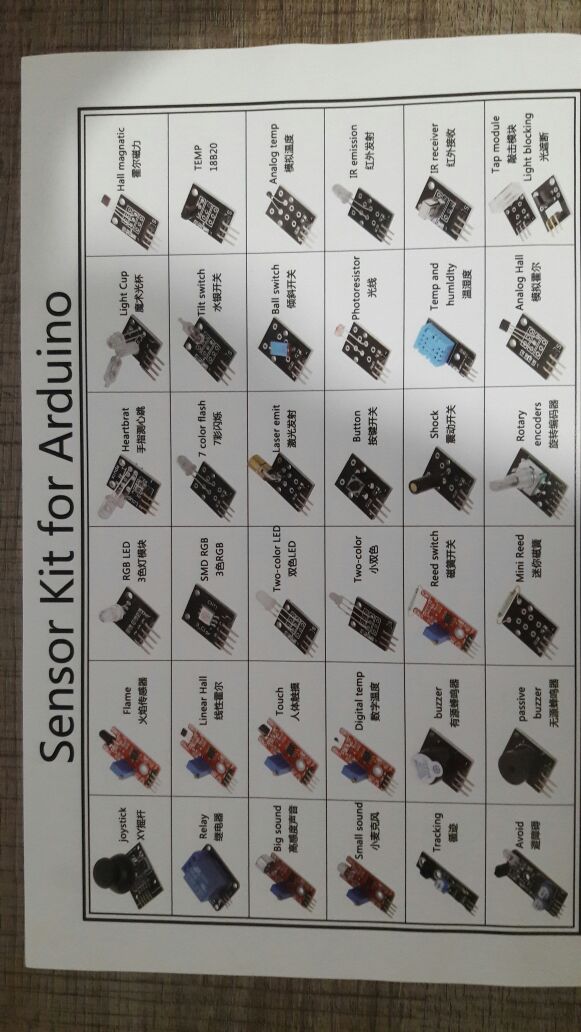 Sensor Kit for Arduino
joystick
XY摇杆
Flame
火焰传感器
RGB LED
3色灯模块
Heartbrat
手指测心跳
Light Cup
魔术光杯
Hall magnatic
霍尔磁力
Relay
继电器
Linear Hall
线性霍尔
SMD RGB
3色RGB
7 color flash
7彩闪烁
Tilt switch
水银开关
TEMP
18B20
Big sound
高感度声音
Touch
人体触摸
Two-color LED
双色LED
Laser emit
激光发射
Ball switch
倾斜开关
Analog temp
模拟温度
Small sound
小麦克风
Digital temp
数字温度
Two-color
小双色
Button
按键开关
Photoresistor
光线
IR emission
红外发射
Tracking
循迹
buzzer
有源蜂鸣器
Reed switch
磁簧开关
Shock
震动开关
Temp and
humldlty
温湿度
IR receiver
红外接收
Avoid
避障碍
passive
buzzer
无源蜂鸣器
Mini Reed
迷你磁簧
Rotary
encoders
旋转编码器
Analog Hall
模拟霍尔
Tap module
敲击模块
Light blocking
光遮断